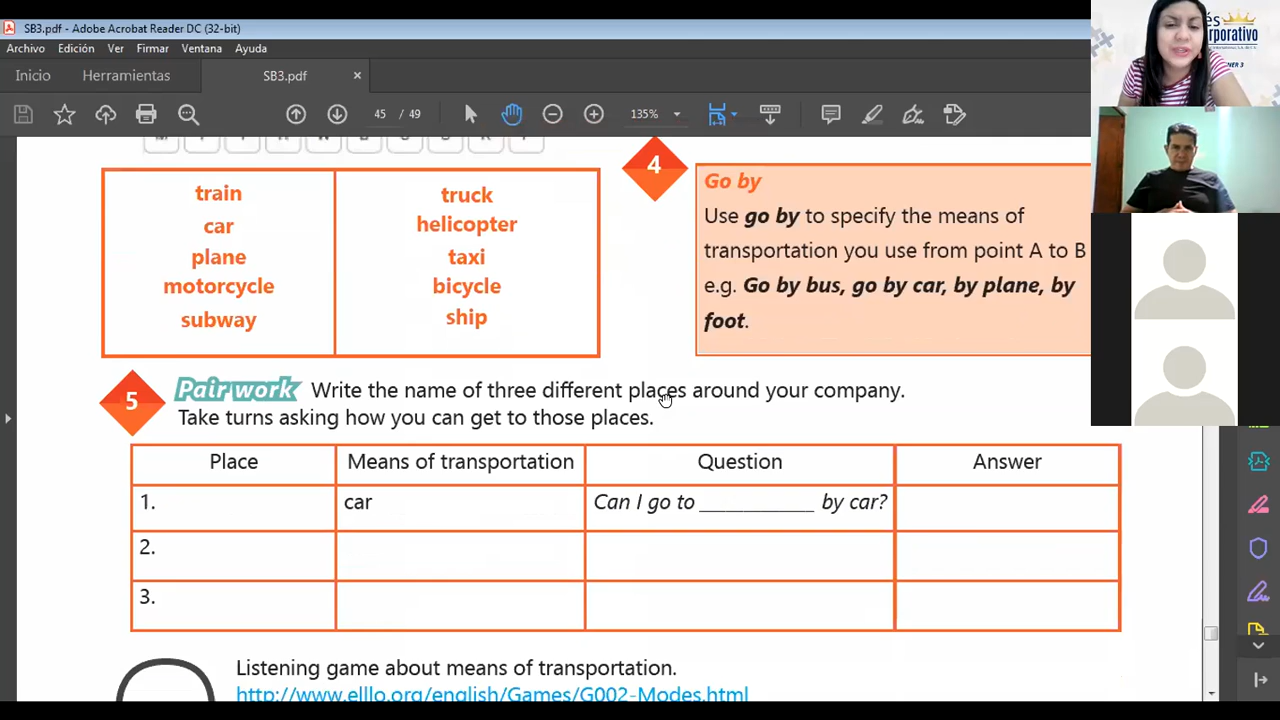 SB3.pdf - Adobe Acrobat Reader DC (32-bit)
Archivo Edición Ver Firmar Ventana Ayuda
Inicio Herramientas SB3.pdf ×
45 / 49 135%
train
car
plane
motorcycle
subway
truck
helicopter
taxi
bicycle
ship
4
Go by
Use go by to specify the means of
transportation you use from point A to B
e.g. Go by bus, go by car, by plane, by
foot.
5 Pair work Write the name of three different places around your company.
Take turns asking how you can get to those places.
Place Means of transportation Question Answer
1. car Can I go to ____________ by car?
2.
3.
Listening game about means of transportation.
http://www.elllo.org/english/Games/G002-Modes.html